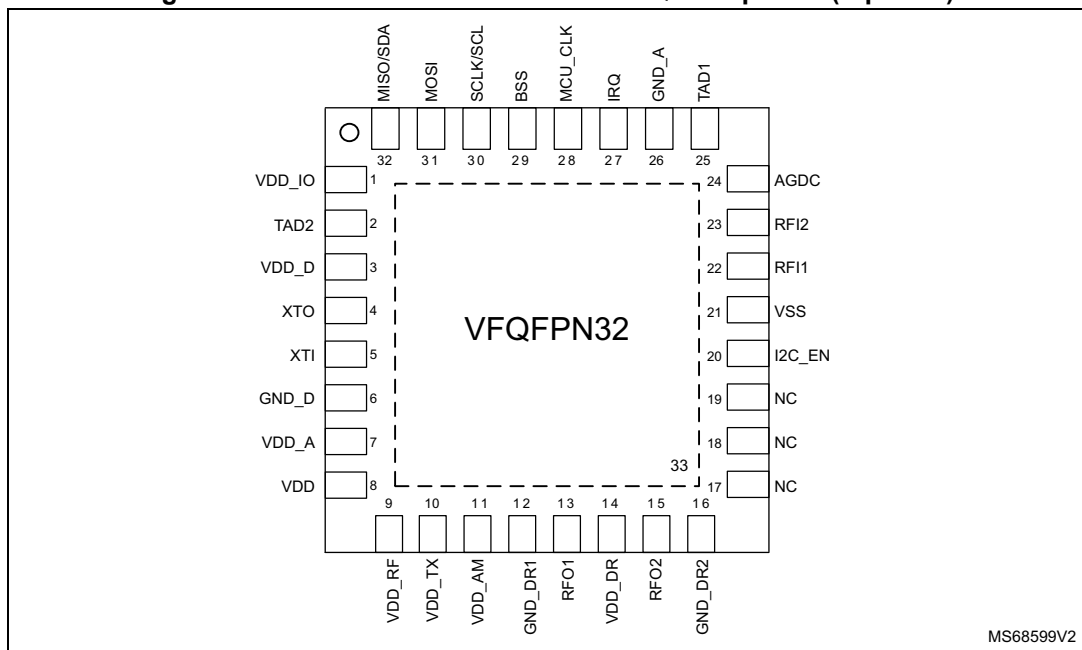 MISO/SDA
MOSI
SCLK/SCL
BSS
MCU_CLK
IRQ
GND_A
TAD1
32 31 30 29 28 27 26 25
VDD_IO 1
TAD2 2
VDD_D 3
XTO 4
XTI 5
GND_D 6
VDD_A 7
VDD 8
VFQFPN32
24 AGDC
23 RFI2
22 RFI1
21 VSS
20 I2C_EN
19 NC
18 NC
17 NC
33
9 10 11 12 13 14 15 16
VDD_RF
VDD_TX
VDD_AM
GND_DR1
RFO1
VDD_DR
RFO2
GND_DR2
MS68599V2